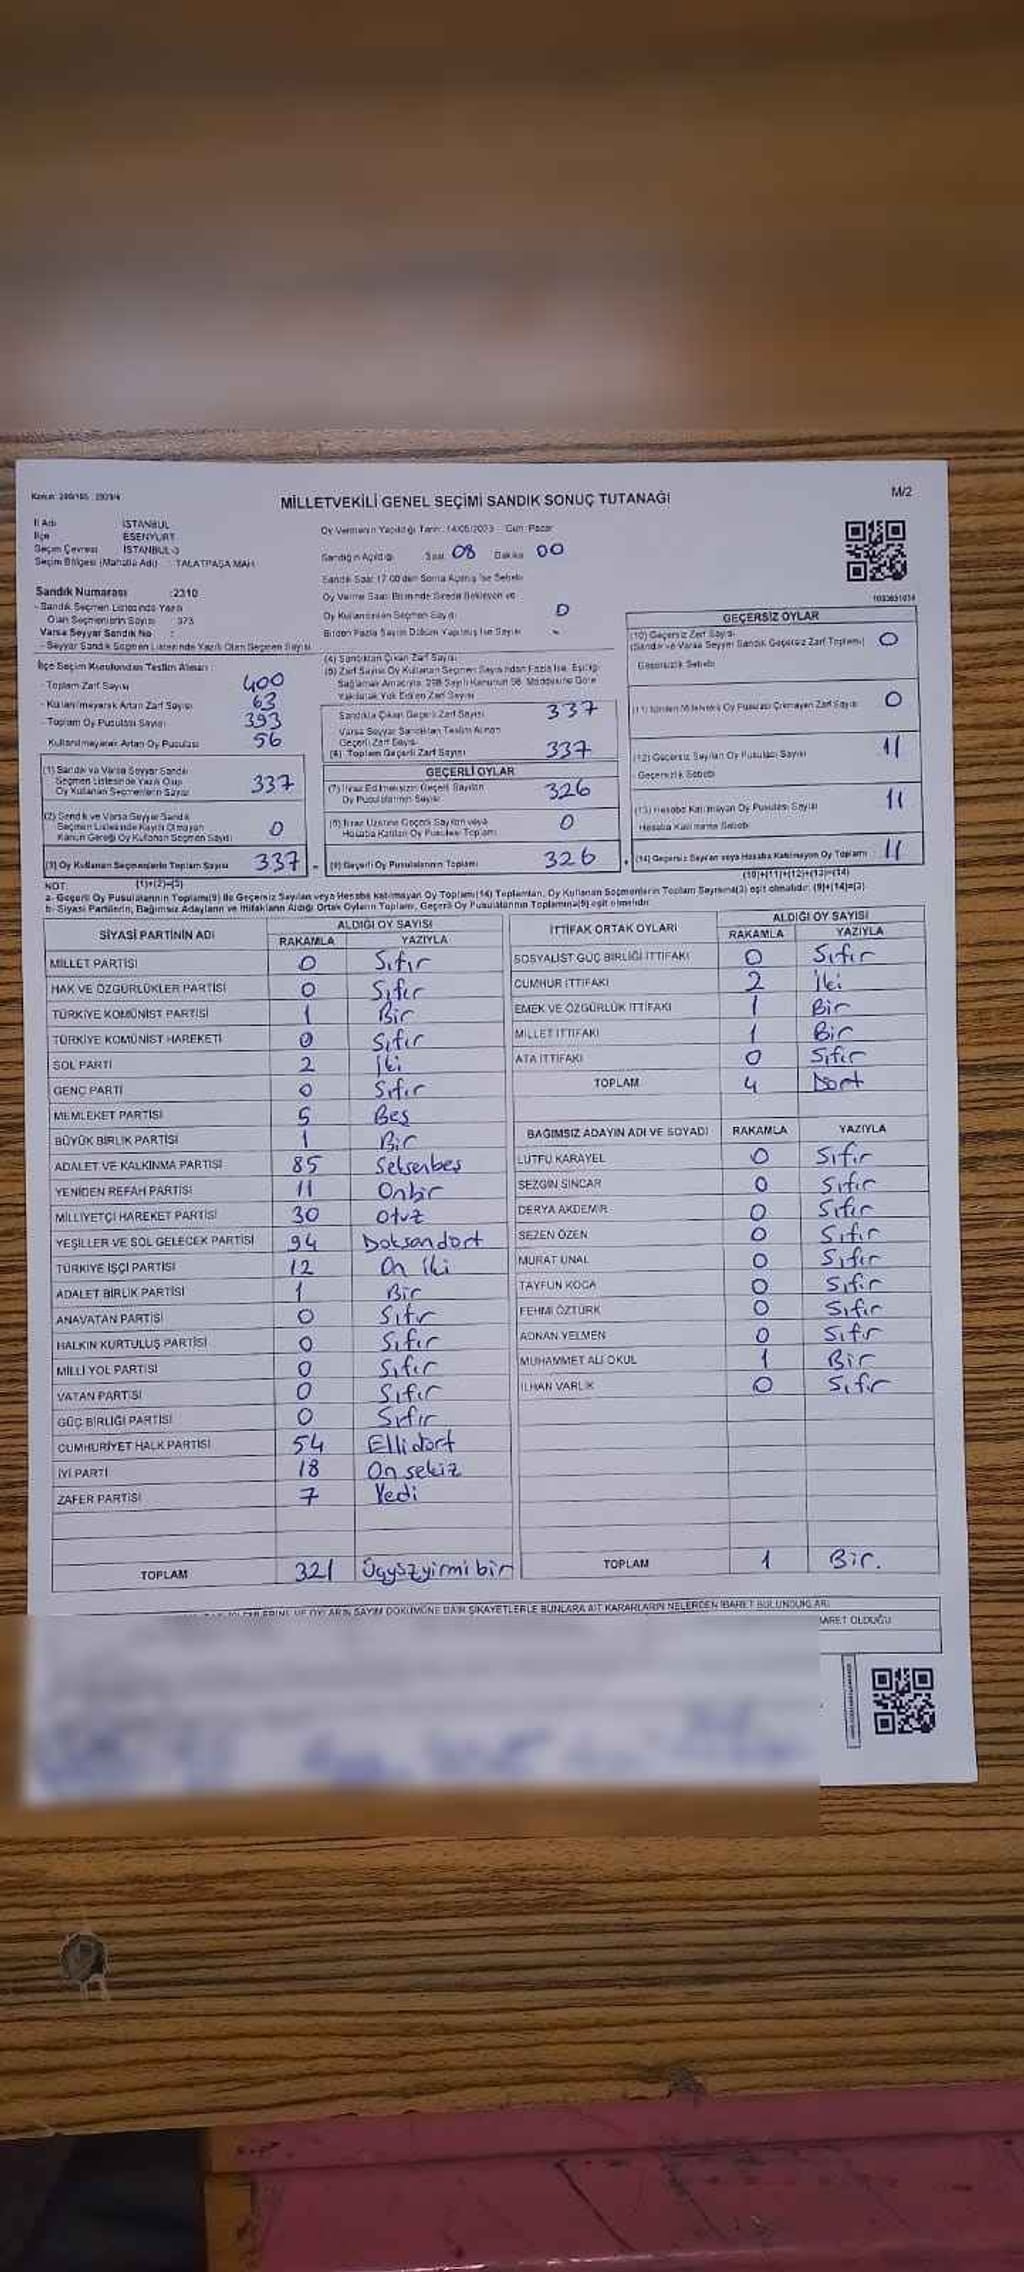 MİLLETVEKİLİ GENEL SEÇİMİ SANDIK SONUÇ TUTANAĞI
M/2
İl Adı İSTANBUL
İlçe ESENYURT
Seçim Çevresi İSTANBUL-3
Seçim Bölgesi (Mahalle Adı) : TALATPAŞA MAH.
Oy Vermenin Yapıldığı Tarih: 14/05/2023 Gün: Pazar
Sandığın Açıldığı Saat 08 Dakika 00
Sandık Saat 17:00'den Sonra Açılmış İse Sebebi
Sandık Numarası :2310
- Sandık Seçmen Listesinde Yazılı
Olan Seçmenlerin Sayısı 373
Varsa Seyyar Sandık No :
- Seyyar Sandık Seçmen Listesinde Yazılı Olan Seçmen Sayısı
Oy Verme Saati Bitiminde Sırada Bekleyen ve
Oy Kullandırılan Seçmen Sayısı 0
Birden Fazla Sayım Döküm Yapılmış İse Sayısı -
İlçe Seçim Kurulundan Teslim Alınan :
- Toplam Zarf Sayısı 400
- Kullanılmayarak Artan Zarf Sayısı 63
- Toplam Oy Pusulası Sayısı 393
Kullanılmayarak Artan Oy Pusulası 56
(1) Sandık ve Varsa Seyyar Sandık
Seçmen Listesinde Yazılı Olup
Oy Kullanan Seçmenlerin Sayısı 337
(2) Sandık ve Varsa Seyyar Sandık
Seçmen Listesinde Kayıtlı Olmayan
Kanun Gereği Oy Kullanan Seçmen Sayısı 0
(3) Oy Kullanan Seçmenlerin Toplam Sayısı 337
(1)+(2)=(3)
(4) Sandıktan Çıkan Zarf Sayısı
(5) Zarf Sayısı Oy Kullanan Seçmen Sayısından Fazla İse, Eşitliği
Sağlamak Amacıyla, 298 Sayılı Kanunun 98. Maddesine Göre
Yakılarak Yok Edilen Zarf Sayısı
Sandıkta Çıkan Geçerli Zarf Sayısı 337
Varsa Seyyar Sandıktan Teslim Alınan
Geçerli Zarf Sayısı
(6) Toplam Geçerli Zarf Sayısı 337
GEÇERLİ OYLAR
(7) İtiraz Edilmeksizin Geçerli Sayılan
Oy Pusulalarının Sayısı 326
(8) İtiraz Üzerine Geçerli Sayılan veya
Hesaba Katılan Oy Pusulası Toplamı 0
(9) Geçerli Oy Pusulalarının Toplamı 326
1033651034
GEÇERSİZ OYLAR
(10) Geçersiz Zarf Sayısı
(Sandık ve Varsa Seyyar Sandık Geçersiz Zarf Toplamı) 0
Geçersizlik Sebebi
(11) İçinden Milletvekili Oy Pusulası Çıkmayan Zarf Sayısı 0
(12) Geçersiz Sayılan Oy Pusulası Sayısı 11
Geçersizlik Sebebi
(13) Hesaba Katılmayan Oy Pusulası Sayısı 11
Hesaba Katılmama Sebebi
(14) Geçersiz Sayılan veya Hesaba Katılmayan Oy Toplamı 11
(10)+(11)+(12)+(13)=(14)
NOT:
a- Geçerli Oy Pusulalarının Toplamı(9) ile Geçersiz Sayılan veya Hesaba Katılmayan Oy Toplamı(14) Toplamları, Oy Kullanan Seçmenlerin Toplam Sayısına(3) eşit olmalıdır. (9)+(14)=(3)
b- Siyasi Partilerin, Bağımsız Adayların ve İttifakların Aldığı Ortak Oyların Toplamı, Geçerli Oy Pusulalarının Toplamına(9) eşit olmalıdır.
SİYASİ PARTİNİN ADI ALDIĞI OY SAYISI
RAKAMLA YAZIYLA
MİLLET PARTİSİ 0 Sıfır
HAK VE ÖZGÜRLÜKLER PARTİSİ 0 Sıfır
TÜRKİYE KOMÜNİST PARTİSİ 1 Bir
TÜRKİYE KOMÜNİST HAREKETİ 0 Sıfır
SOL PARTİ 2 İki
GENÇ PARTİ 0 Sıfır
MEMLEKET PARTİSİ 5 Beş
BÜYÜK BİRLİK PARTİSİ 1 Bir
ADALET VE KALKINMA PARTİSİ 85 Seksenbeş
YENİDEN REFAH PARTİSİ 11 Onbir
MİLLİYETÇİ HAREKET PARTİSİ 30 Otuz
YEŞİLLER VE SOL GELECEK PARTİSİ 94 Doksandört
TÜRKİYE İŞÇİ PARTİSİ 12 On İki
ADALET BİRLİK PARTİSİ 1 Bir
ANAVATAN PARTİSİ 0 Sıfır
HALKIN KURTULUŞ PARTİSİ 0 Sıfır
MİLLİ YOL PARTİSİ 0 Sıfır
VATAN PARTİSİ 0 Sıfır
GÜÇ BİRLİĞİ PARTİSİ 0 Sıfır
CUMHURİYET HALK PARTİSİ 54 Ellidört
İYİ PARTİ 18 On sekiz
ZAFER PARTİSİ 7 Yedi
TOPLAM 321 Üçyüzyirmibir
İTTİFAK ORTAK OYLARI ALDIĞI OY SAYISI
RAKAMLA YAZIYLA
SOSYALİST GÜÇ BİRLİĞİ İTTİFAKI 0 Sıfır
CUMHUR İTTİFAKI 2 İki
EMEK VE ÖZGÜRLÜK İTTİFAKI 1 Bir
MİLLET İTTİFAKI 1 Bir
ATA İTTİFAKI 0 Sıfır
TOPLAM 4 Dört
BAĞIMSIZ ADAYIN ADI VE SOYADI RAKAMLA YAZIYLA
LÜTFÜ KARAYEL 0 Sıfır
SEZGİN SİNCAR 0 Sıfır
DERYA AKDEMİR 0 Sıfır
SEZEN ÖZEN 0 Sıfır
MURAT ÜNAL 0 Sıfır
TAYFUN KOCA 0 Sıfır
FEHMİ ÖZTÜRK 0 Sıfır
ADNAN YELMEN 0 Sıfır
MUHAMMET ALİ OKUL 1 Bir
İLHAN VARLIK 0 Sıfır
TOPLAM 1 Bir.
OYLARIN SAYIM DÖKÜMÜNE DAİR ŞİKAYETLERLE BUNLARA AİT KARARLARIN NELERDEN İBARET BULUNDUKLARI